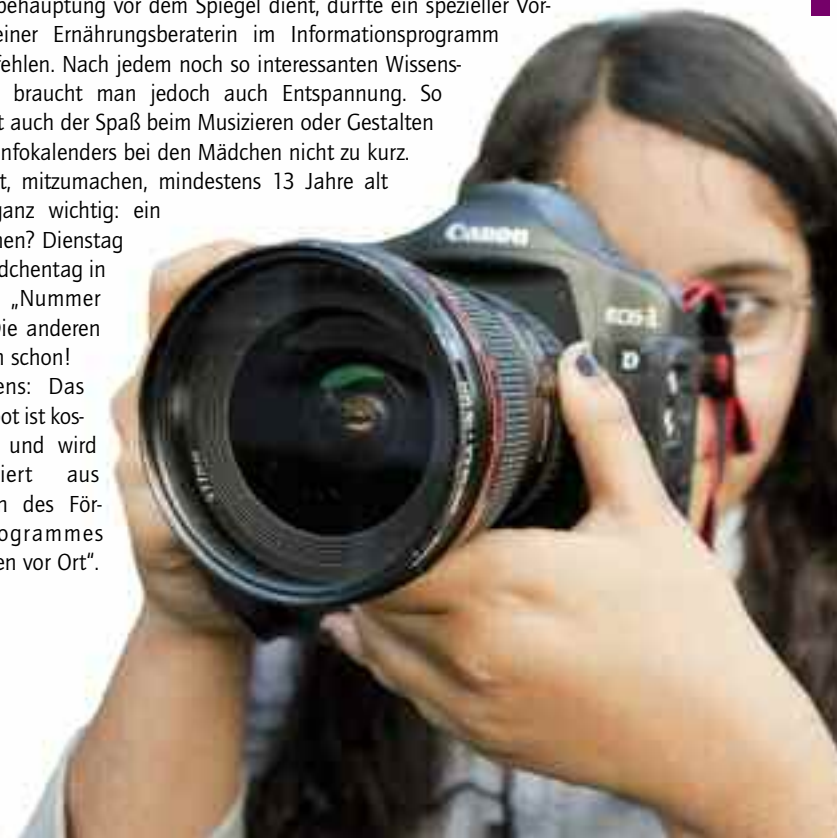 behauptung vor dem Spiegel dient, dürfte ein spezieller Vor-
einer Ernährungsberaterin im Informationsprogramm
fehlen. Nach jedem noch so interessanten Wissens-
braucht man jedoch auch Entspannung. So
t auch der Spaß beim Musizieren oder Gestalten
nfokalenders bei den Mädchen nicht zu kurz.
t, mitzumachen, mindestens 13 Jahre alt
ganz wichtig: ein
nen? Dienstag
dchentag in
„Nummer
Die anderen
n schon!
ens: Das
ot ist kos-
und wird
iert aus
n des För-
ogrammes
en vor Ort“.
Canon
EOS-1
D